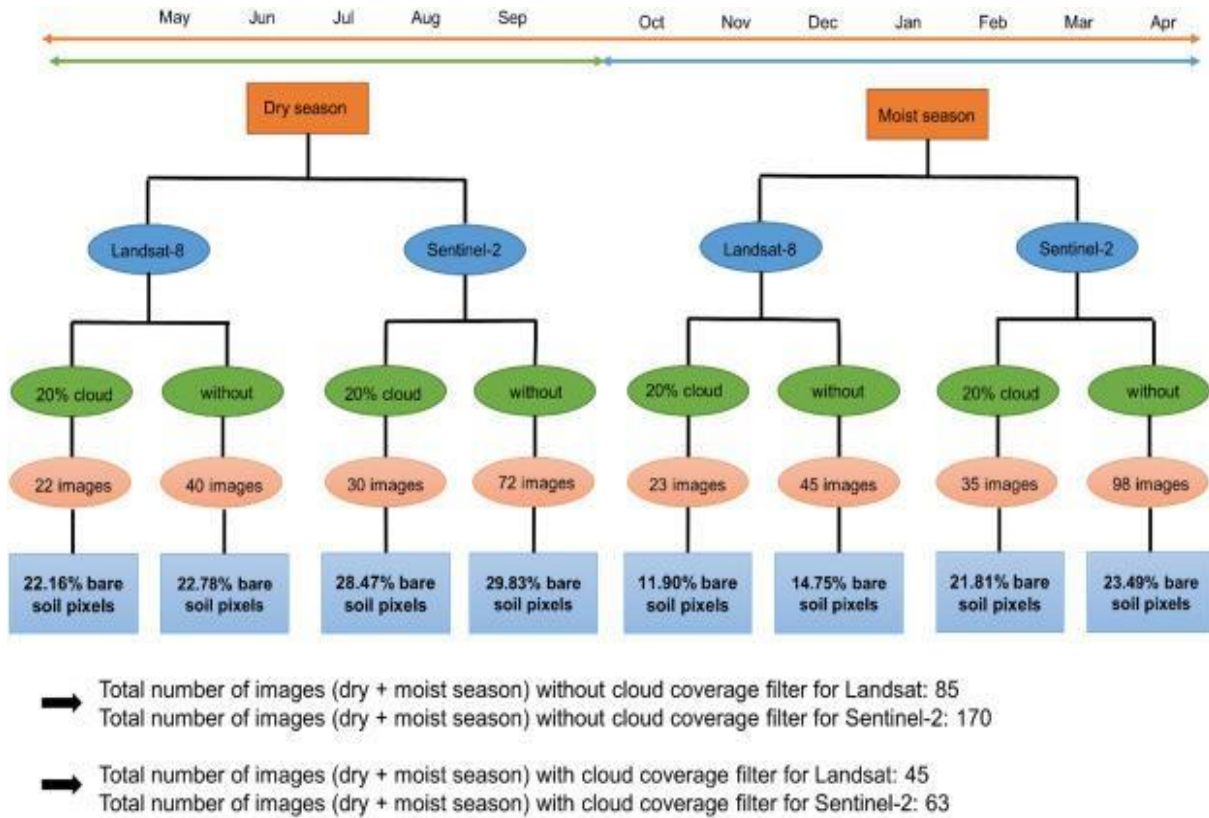 May Jun Jul Aug Sep Oct Nov Dec Jan Feb Mar Apr
Dry season
Moist season
Landsat-8
Sentinel-2
Landsat-8
Sentinel-2
20% cloud
without
20% cloud
without
20% cloud
without
20% cloud
without
22 images
40 images
30 images
72 images
23 images
45 images
35 images
98 images
22.16% bare
soil pixels
22.78% bare
soil pixels
28.47% bare
soil pixels
29.83% bare
soil pixels
11.90% bare
soil pixels
14.75% bare
soil pixels
21.81% bare
soil pixels
23.49% bare
soil pixels
Total number of images (dry + moist season) without cloud coverage filter for Landsat: 85
Total number of images (dry + moist season) without cloud coverage filter for Sentinel-2: 170
Total number of images (dry + moist season) with cloud coverage filter for Landsat: 45
Total number of images (dry + moist season) with cloud coverage filter for Sentinel-2: 63